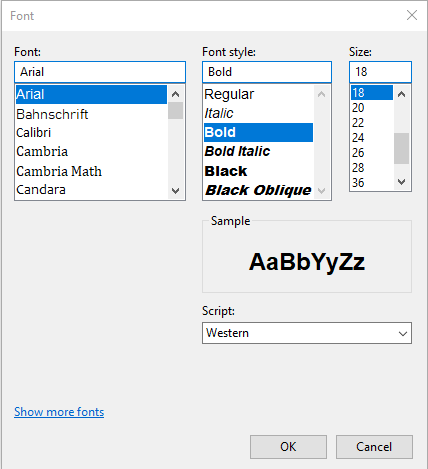 Font
Font:
Arial
Arial
Bahnschrift
Calibri
Cambria
Cambria Math
Candara
Font style:
Bold
Regular
Italic
Bold
Bold Italic
Black
Black Oblique
Size:
18
18
20
22
24
26
28
36
Sample
AaBbYyZz
Script:
Western
Show more fonts
OK
Cancel